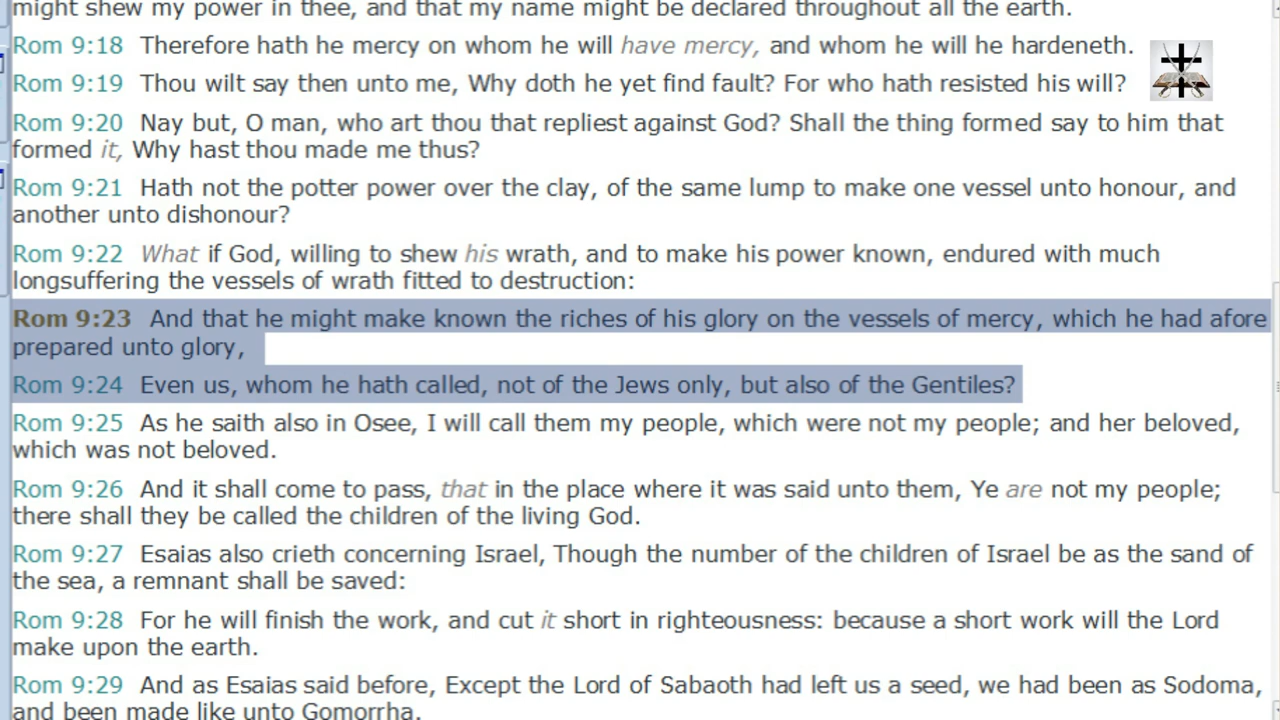 might shew my power in thee, and that my name might be declared throughout all the earth.
Rom 9:18 Therefore hath he mercy on whom he will have mercy, and whom he will he hardeneth.
Rom 9:19 Thou wilt say then unto me, Why doth he yet find fault? For who hath resisted his will?
Rom 9:20 Nay but, O man, who art thou that repliest against God? Shall the thing formed say to him that
formed it, Why hast thou made me thus?
Rom 9:21 Hath not the potter power over the clay, of the same lump to make one vessel unto honour, and
another unto dishonour?
Rom 9:22 What if God, willing to shew his wrath, and to make his power known, endured with much
longsuffering the vessels of wrath fitted to destruction:
Rom 9:23 And that he might make known the riches of his glory on the vessels of mercy, which he had afore
prepared unto glory,
Rom 9:24 Even us, whom he hath called, not of the Jews only, but also of the Gentiles?
Rom 9:25 As he saith also in Osee, I will call them my people, which were not my people; and her beloved,
which was not beloved.
Rom 9:26 And it shall come to pass, that in the place where it was said unto them, Ye are not my people;
there shall they be called the children of the living God.
Rom 9:27 Esaias also crieth concerning Israel, Though the number of the children of Israel be as the sand of
the sea, a remnant shall be saved:
Rom 9:28 For he will finish the work, and cut it short in righteousness: because a short work will the Lord
make upon the earth.
Rom 9:29 And as Esaias said before, Except the Lord of Sabaoth had left us a seed, we had been as Sodoma,
and been made like unto Gomorrha.